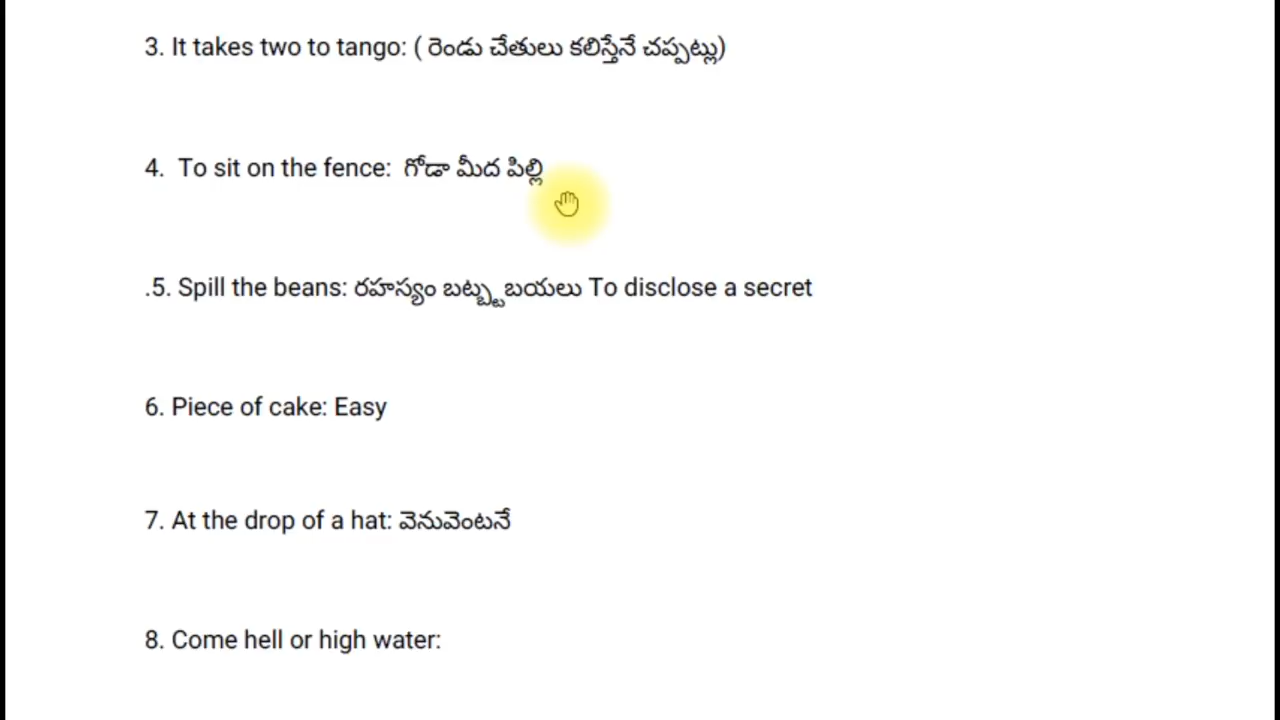 3. It takes two to tango: ( రెండు చేతులు కలిస్తేనే చప్పట్లు)
4. To sit on the fence: గోడా మీద పిల్లి
.5. Spill the beans: రహస్యం బట్బ్టబయలు To disclose a secret
6. Piece of cake: Easy
7. At the drop of a hat: వెనువెంటనే
8. Come hell or high water: